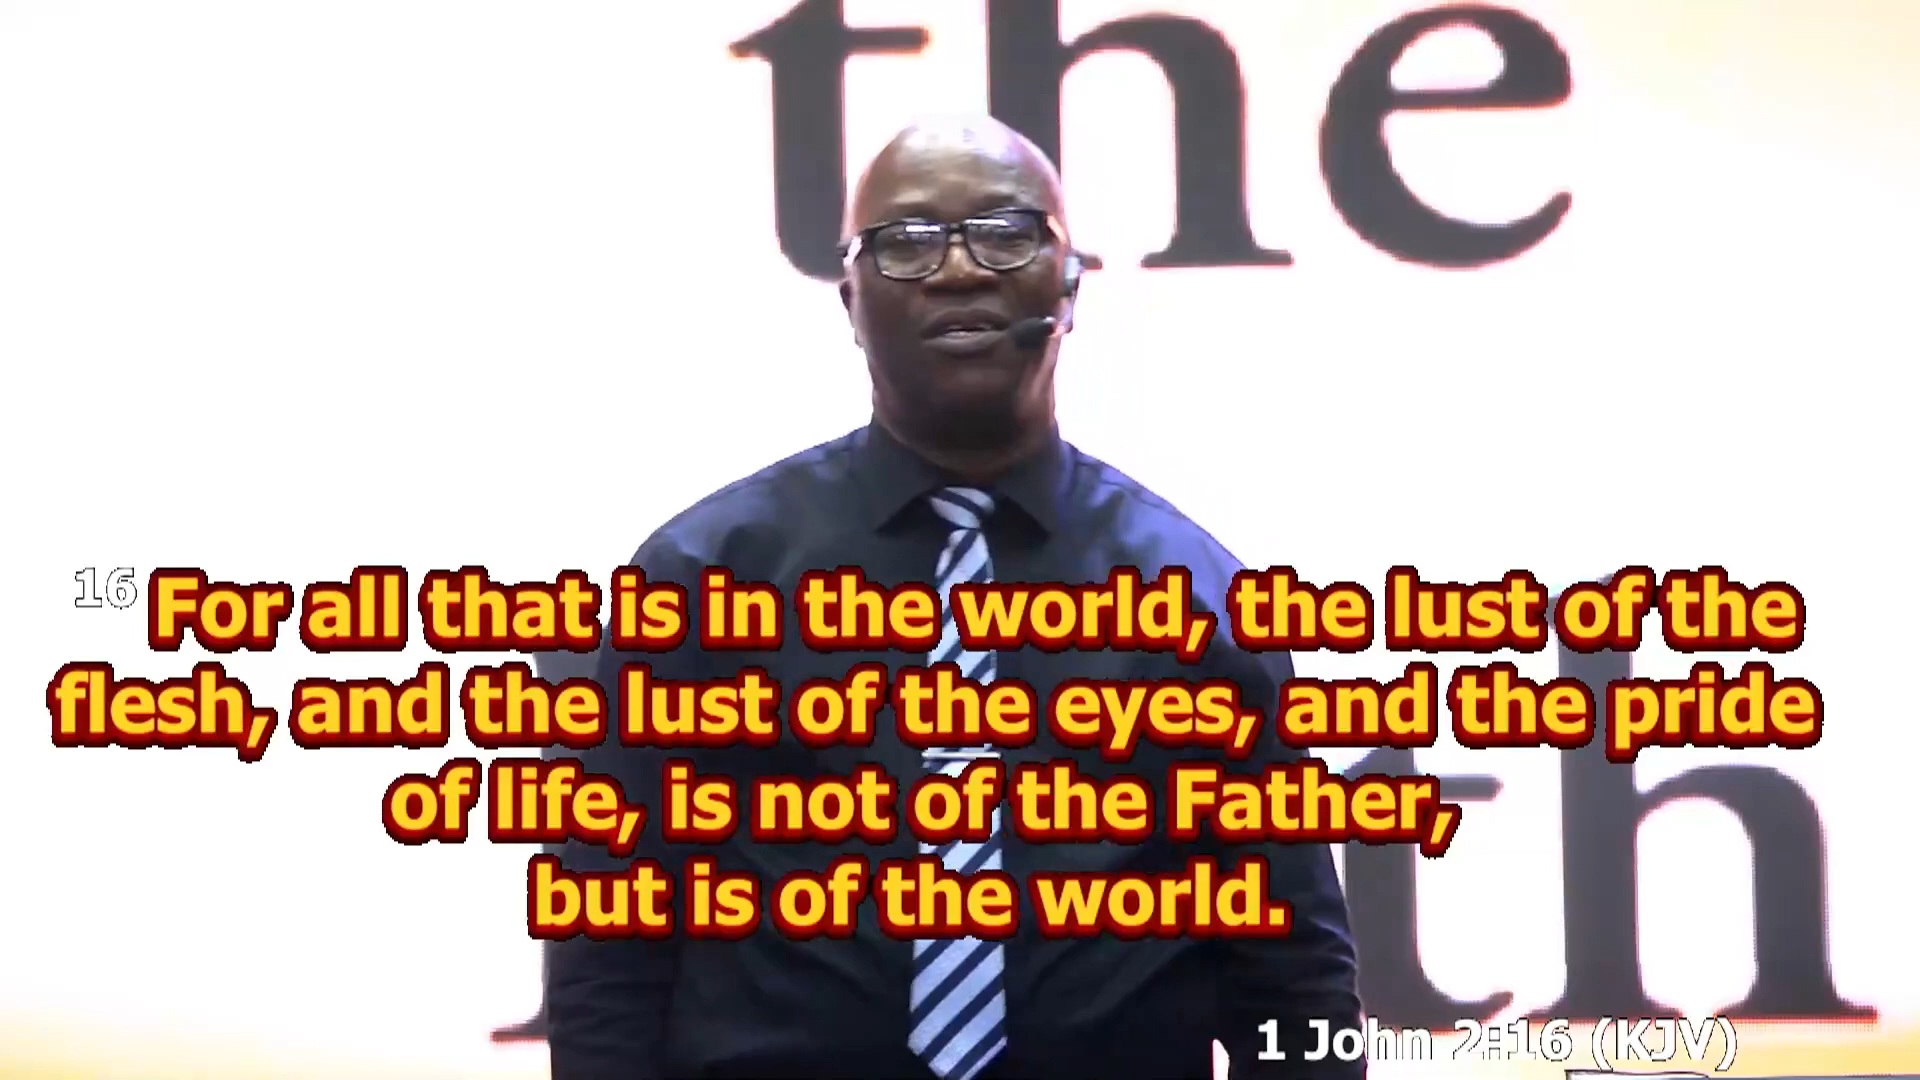 the
16 For all that is in the world, the lust of the
flesh, and the lust of the eyes, and the pride
of life, is not of the Father,
but is of the world.
1 John 2:16 (KJV)